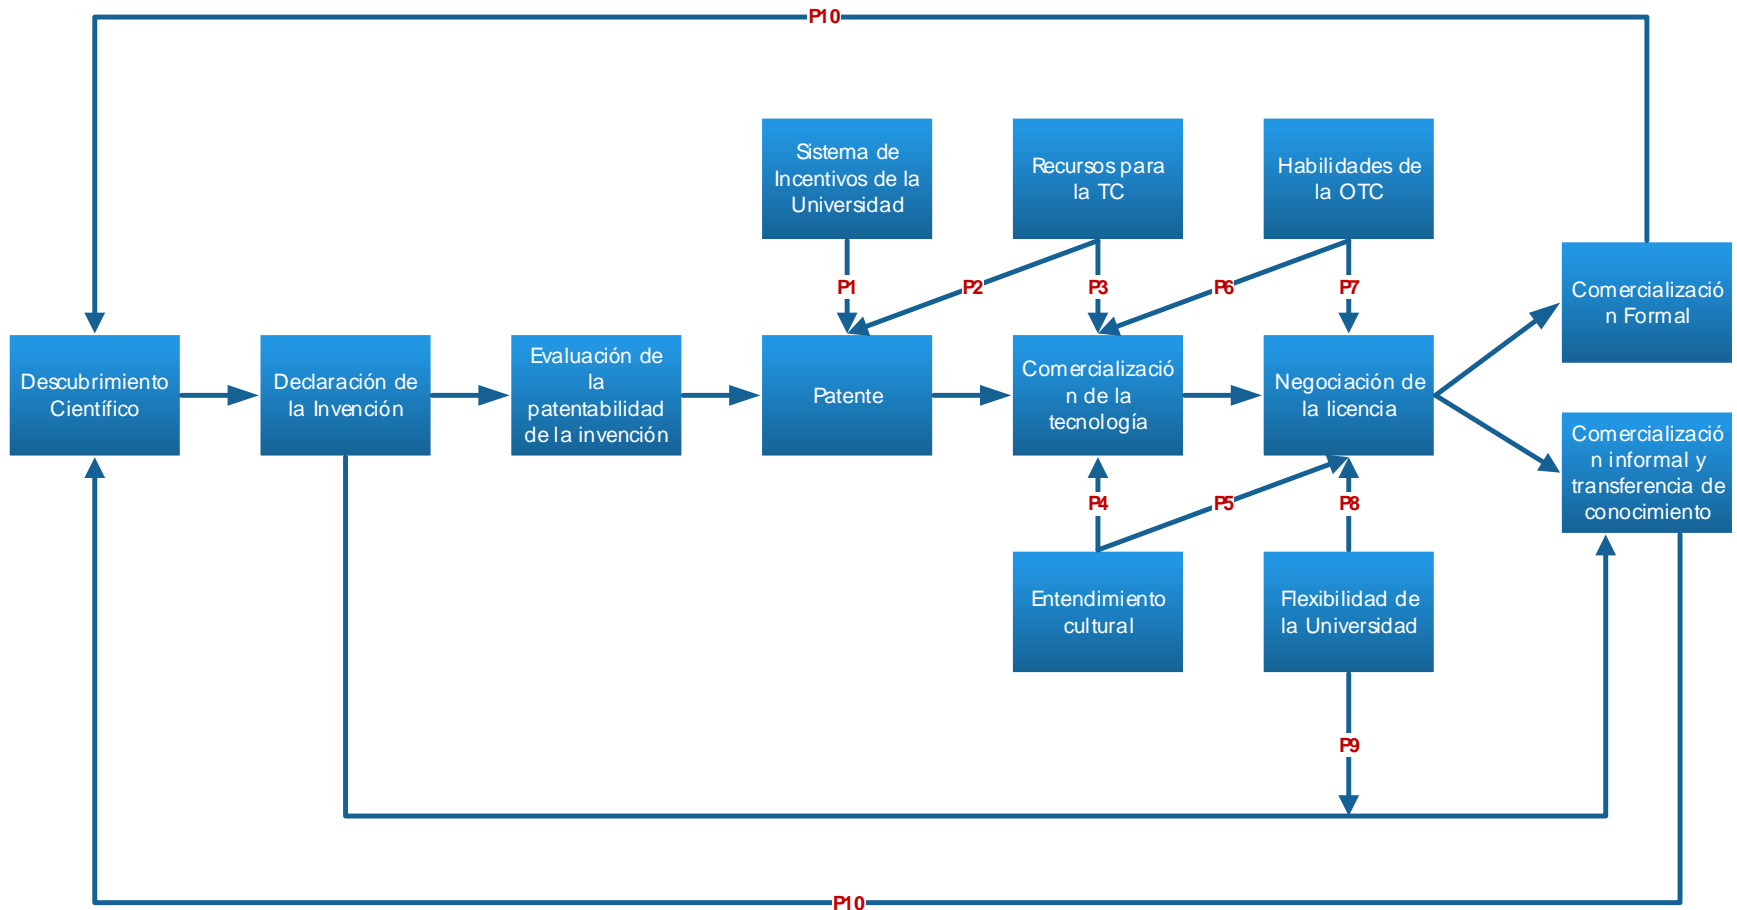 P10
Sistema de
Incentivos de la
Universidad
Recursos para
la TC
Habilidades de
la OTC
P1
P2
P3
P6
P7
Comercializació
n Formal
Descubrimiento
Científico
Declaración de
la Invención
Evaluación de
la
patentabilidad
de la invención
Patente
Comercializació
n de la
tecnología
Negociación de
la licencia
Comercializació
n informal y
transferencia de
conocimiento
P4
P5
P8
Entendimiento
cultural
Flexibilidad de
la Universidad
P9
P10